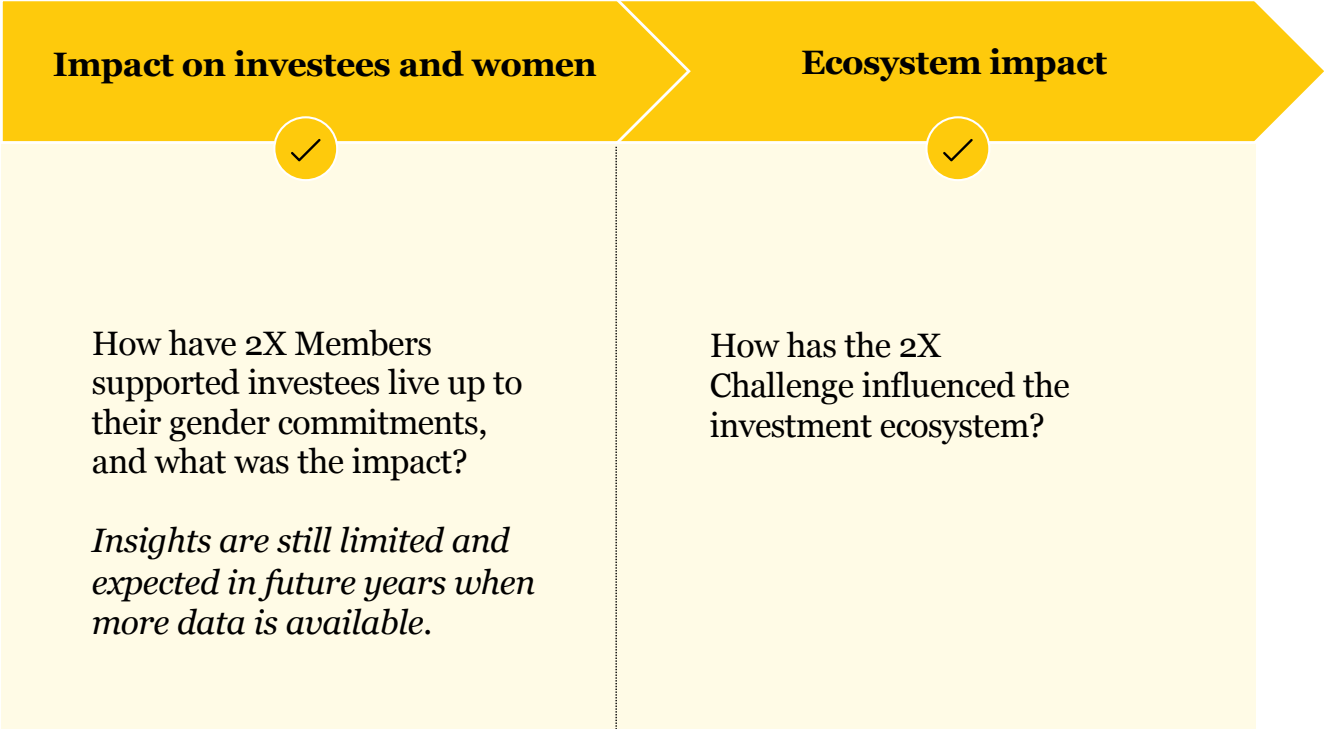 Impact on investees and women
How have 2X Members
supported investees live up to
their gender commitments,
and what was the impact?
Insights are still limited and
expected in future years when
more data is available.
Ecosystem impact
How has the 2X
Challenge influenced the
investment ecosystem?